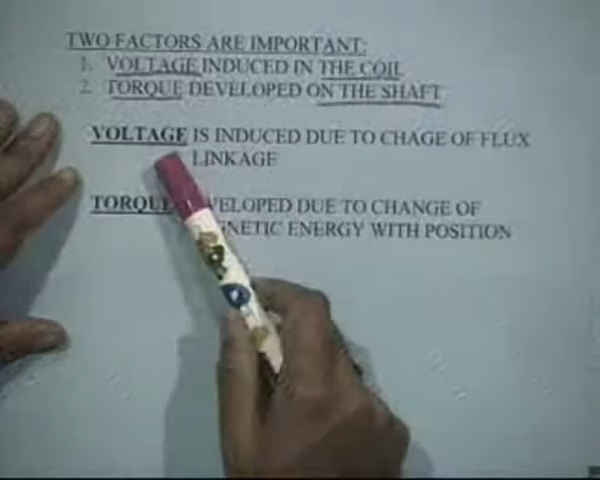 TWO FACTORS ARE IMPORTANT:
1. VOLTAGE INDUCED IN THE COIL
2. TORQUE DEVELOPED ON THE SHAFT
VOLTAGE IS INDUCED DUE TO CHAGE OF FLUX
LINKAGE
TORQUE VELOPED DUE TO CHANGE OF
NETIC ENERGY WITH POSITION